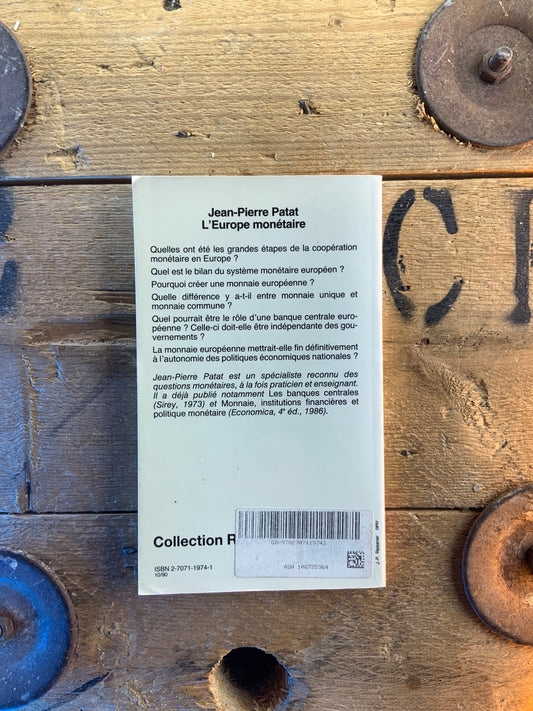 Jean-Pierre Patat
L'Europe monétaire
Quelles ont été les grandes étapes de la coopération
monétaire en Europe ?
Quel est le bilan du système monétaire européen ?
Pourquoi créer une monnaie européenne ?
Quelle différence y a-t-il entre monnaie unique et
monnaie commune ?
Quel pourrait être le rôle d'une banque centrale euro-
péenne ? Celle-ci doit-elle être indépendante des gou-
vernements ?
La monnaie européenne mettrait-elle fin définitivement
à l'autonomie des politiques économiques nationales ?
Jean-Pierre Patat est un spécialiste reconnu des
questions monétaires, à la fois praticien et enseignant.
Il a déjà publié notamment Les banques centrales
(Sirey, 1973) et Monnaie, institutions financières et
politique monétaire (Economica, 4e éd., 1986).
Collection R
GB-9782707119742
ISBN 2-7071-1974-1
10/90
ASN 106725364